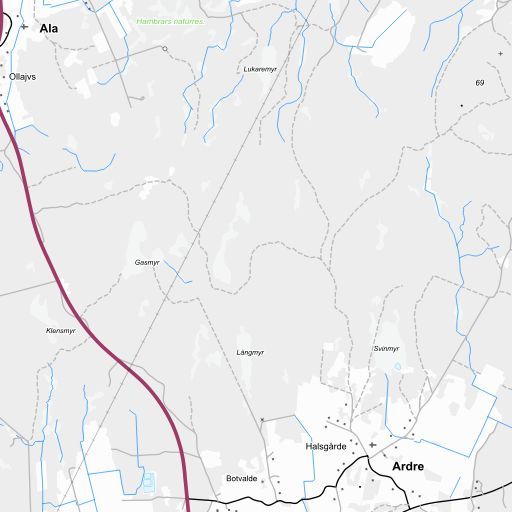 Hambrars naturres.
Ala
Lukaremyr
Ollajvs
69
Gasmyr
Klensmyr
Långmyr
Svinmyr
Halsgårde
Ardre
Botvalde